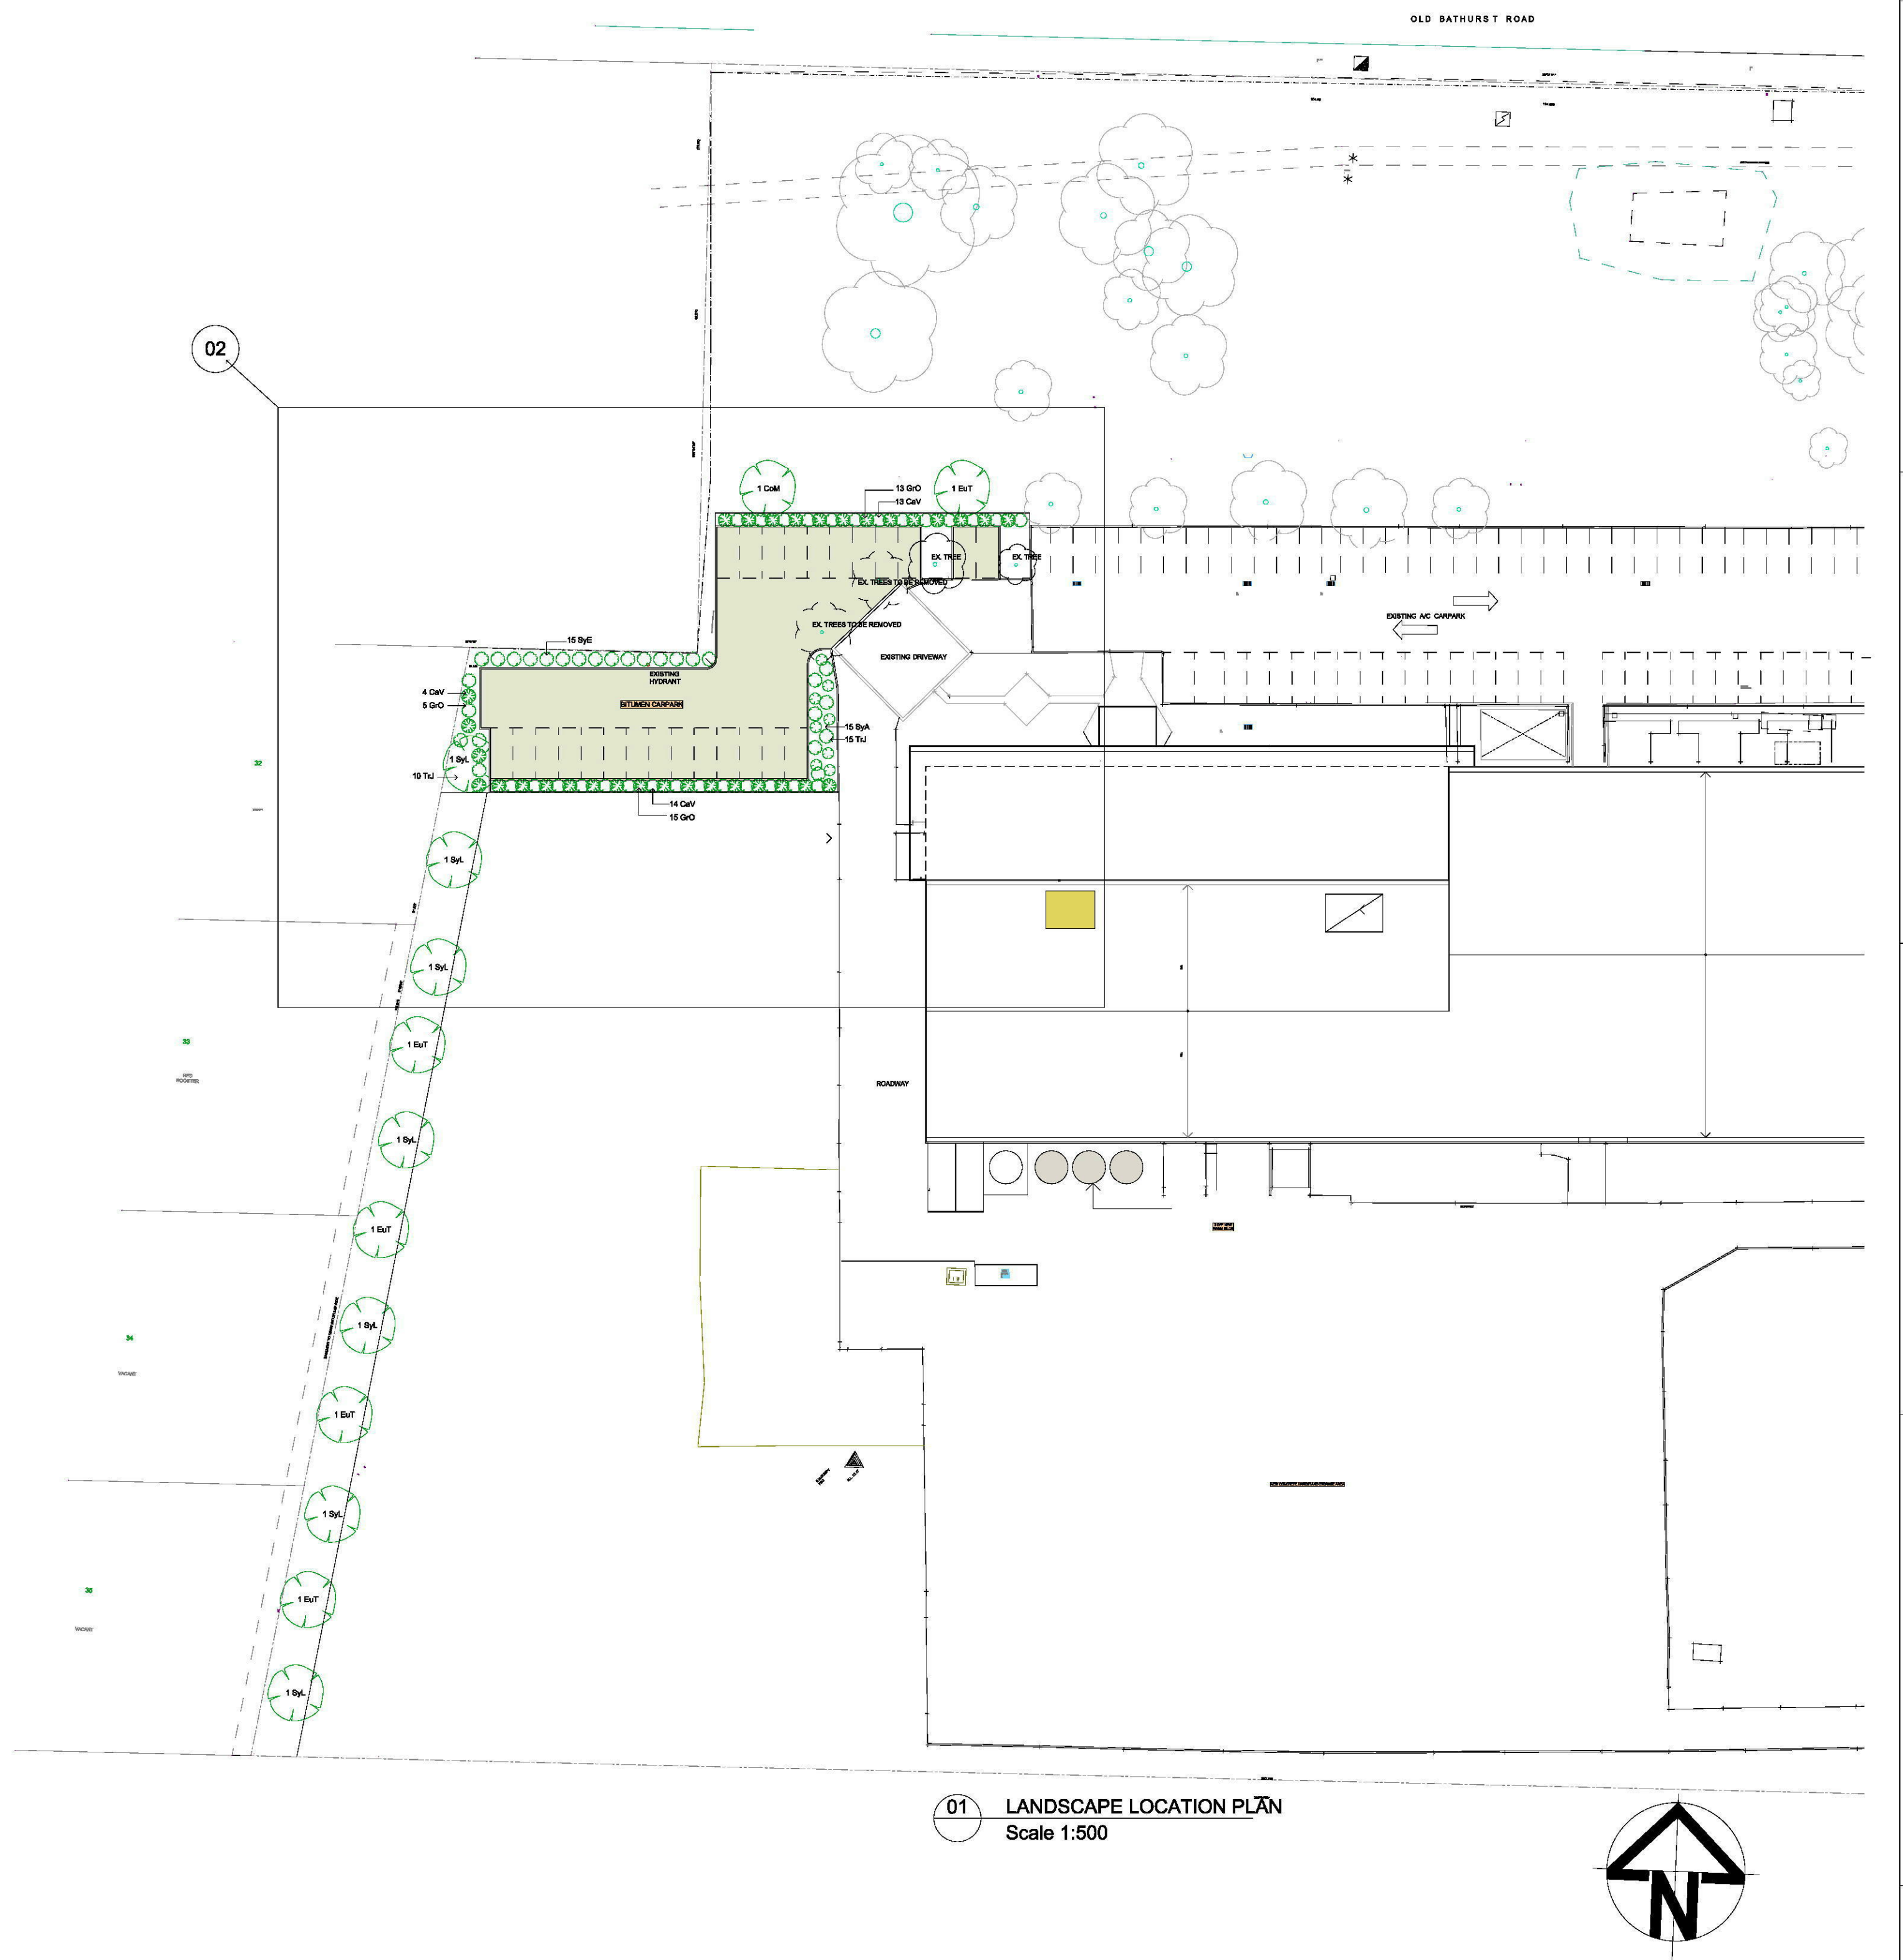 OLD BATHURST ROAD
02
1 CoM
13 GrO
13 CaV
1 EuT
EX. TREE
EX. TREE
EX. TREES TO BE REMOVED
EX. TREES TO BE REMOVED
EXISTING A/C CARPARK
15 SyE
EXISTING DRIVEWAY
EXISTING
HYDRANT
4 CaV
5 GrO
BITUMEN CARPARK
15 SyA
15 TrJ
1 SyL
32
10 TrJ
14 CaV
15 GrO
1 SyL
1 SyL
33
1 EuT
RED
ROOSTER
ROADWAY
1 SyL
1 EuT
1 SyL
34
VACANT
1 EuT
1 SyL
1 EuT
VACANT
1 SyL
01
LANDSCAPE LOCATION PLAN
Scale 1:500
N